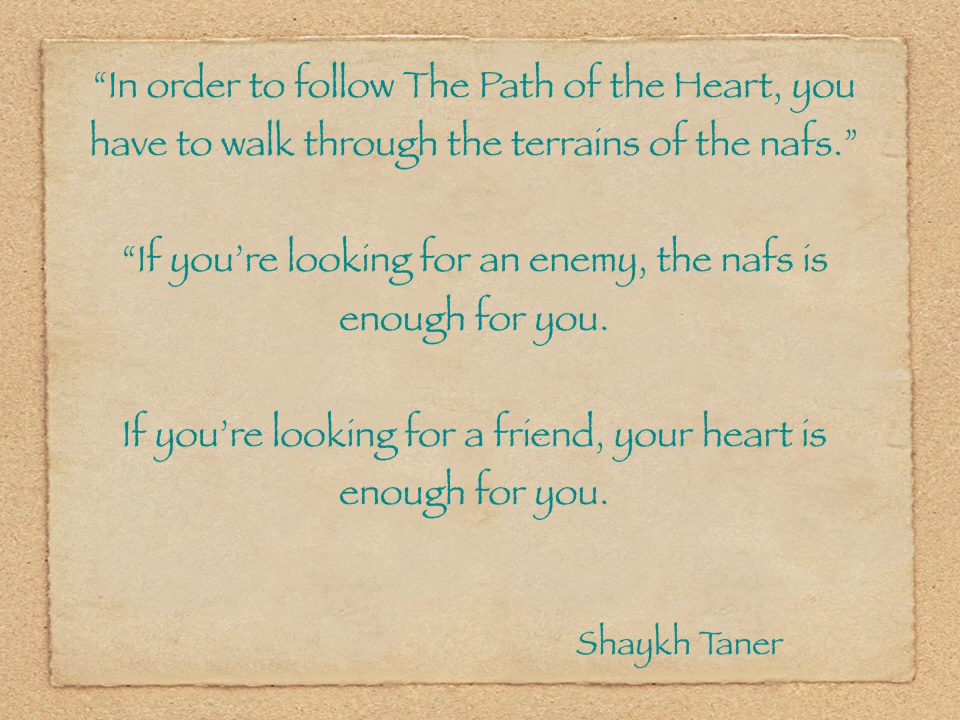 “In order to follow The Path of the Heart, you
have to walk through the terrains of the nafs.”
“If you’re looking for an enemy, the nafs is
enough for you.
If you’re looking for a friend, your heart is
enough for you.
Shaykh Taner